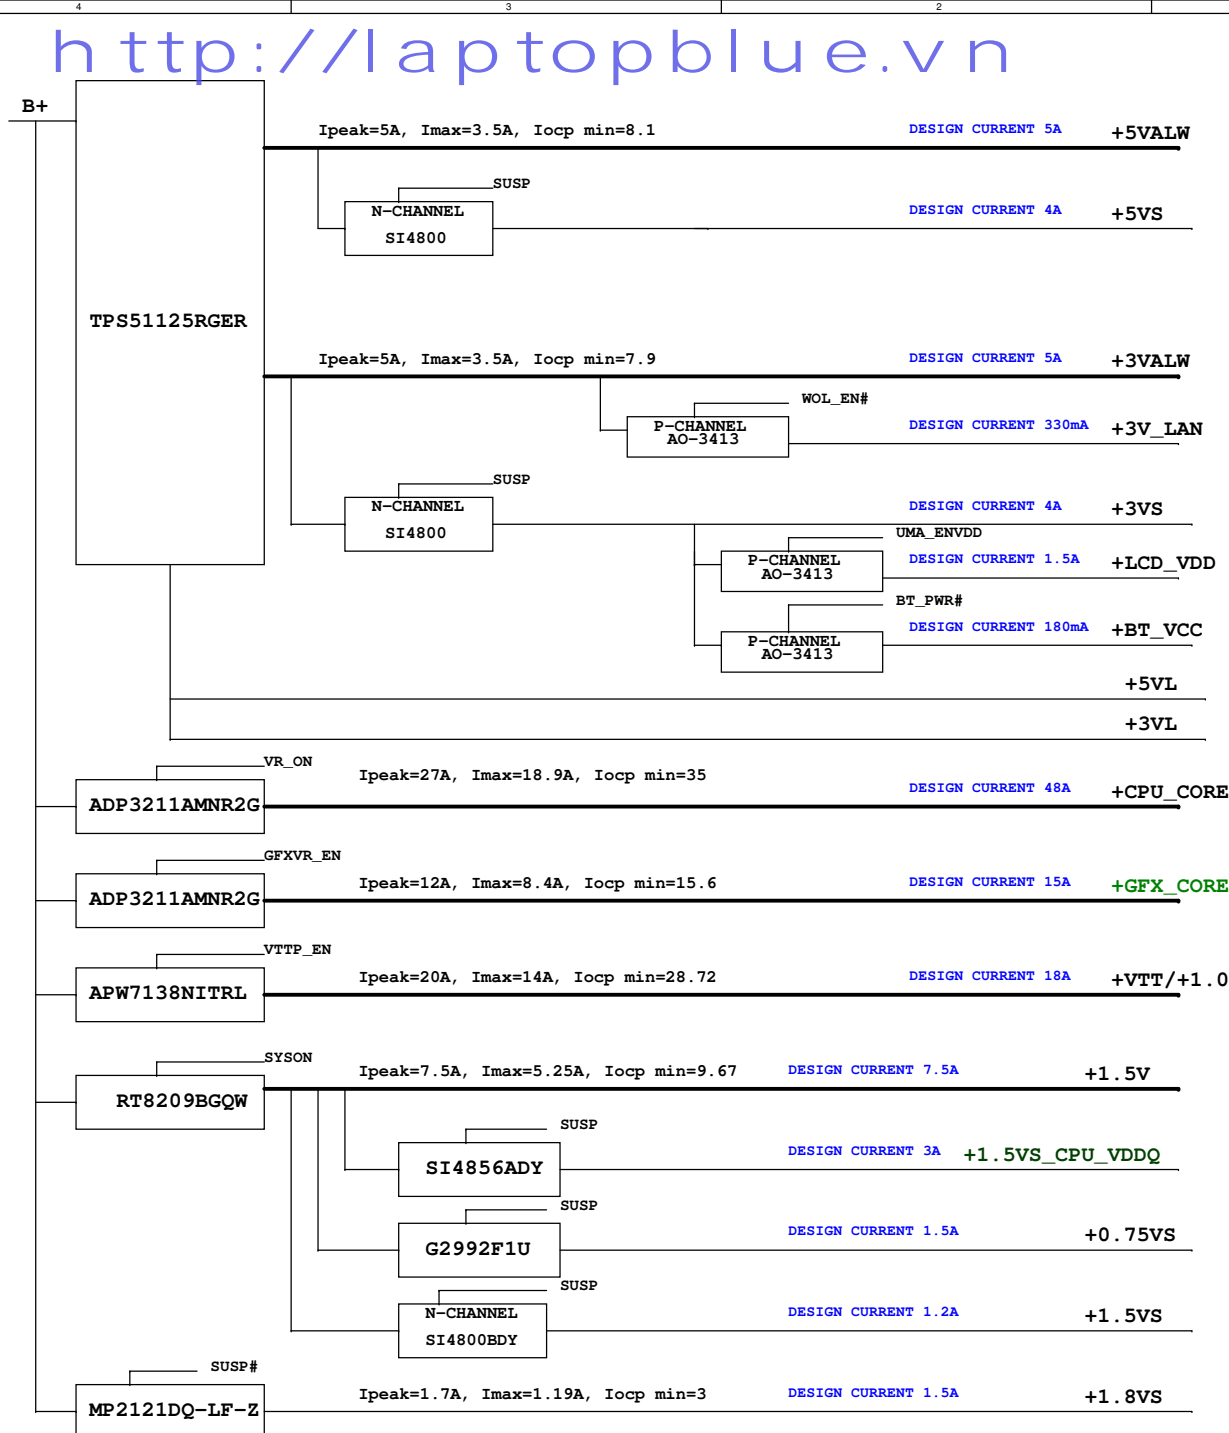 4 3 2
http://laptopblue.vn
B+
Ipeak=5A, Imax=3.5A, Iocp min=8.1 DESIGN CURRENT 5A +5VALW
SUSP
N-CHANNEL DESIGN CURRENT 4A +5VS
SI4800
TPS51125RGER
Ipeak=5A, Imax=3.5A, Iocp min=7.9 DESIGN CURRENT 5A +3VALW
WOL_EN#
P-CHANNEL DESIGN CURRENT 330mA +3V_LAN
AO-3413
SUSP
N-CHANNEL DESIGN CURRENT 4A +3VS
SI4800
UMA_ENVDD
P-CHANNEL DESIGN CURRENT 1.5A +LCD_VDD
AO-3413
BT_PWR#
DESIGN CURRENT 180mA +BT_VCC
P-CHANNEL
AO-3413
+5VL
+3VL
VR_ON
Ipeak=27A, Imax=18.9A, Iocp min=35
DESIGN CURRENT 48A +CPU_CORE
ADP3211AMNR2G
GFXVR_EN
Ipeak=12A, Imax=8.4A, Iocp min=15.6 DESIGN CURRENT 15A +GFX_CORE
ADP3211AMNR2G
VTTP_EN
Ipeak=20A, Imax=14A, Iocp min=28.72 DESIGN CURRENT 18A +VTT/+1.0
APW7138NITRL
SYSON
Ipeak=7.5A, Imax=5.25A, Iocp min=9.67 DESIGN CURRENT 7.5A +1.5V
RT8209BGQW
SUSP
DESIGN CURRENT 3A +1.5VS_CPU_VDDQ
SI4856ADY
SUSP
DESIGN CURRENT 1.5A +0.75VS
G2992F1U
SUSP
N-CHANNEL DESIGN CURRENT 1.2A +1.5VS
SI4800BDY
SUSP#
Ipeak=1.7A, Imax=1.19A, Iocp min=3 DESIGN CURRENT 1.5A +1.8VS
MP2121DQ-LF-Z